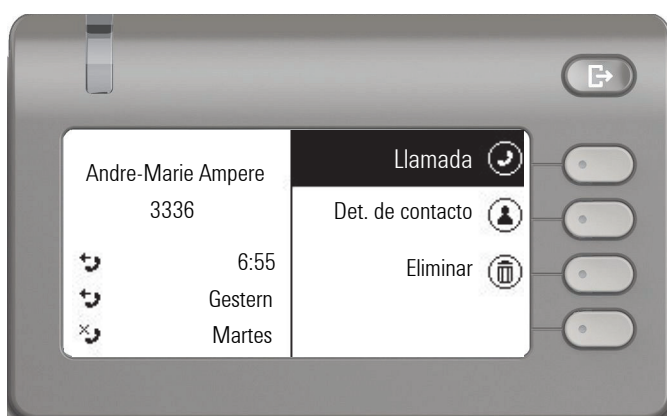 Andre-Marie Ampere
3336
6:55
Gestern
Martes
Llamada
Det. de contacto
Eliminar